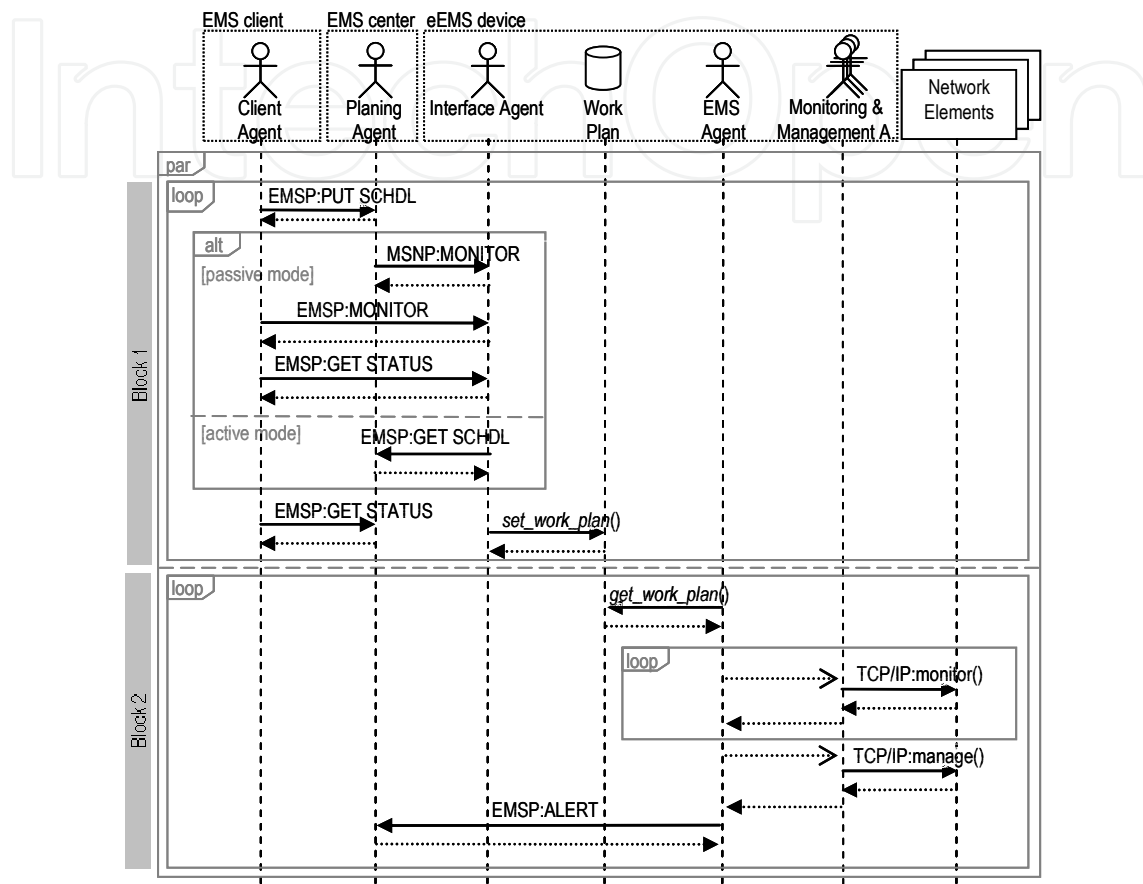 EMS client EMS center eEMS device
Client Agent
Planing Agent
Interface Agent
Work Plan
EMS Agent
Monitoring & Management A.
Network Elements
IntechOpen
par
Block 1
loop
EMSP:PUT SCHDL
alt
MSNP:MONITOR
[passive mode]
EMSP:MONITOR
EMSP:GET STATUS
[active mode]
EMSP:GET SCHDL
EMSP:GET STATUS
set_work_plan()
Block 2
loop
get_work_plan()
loop
TCP/IP:monitor()
TCP/IP:manage()
EMSP:ALERT